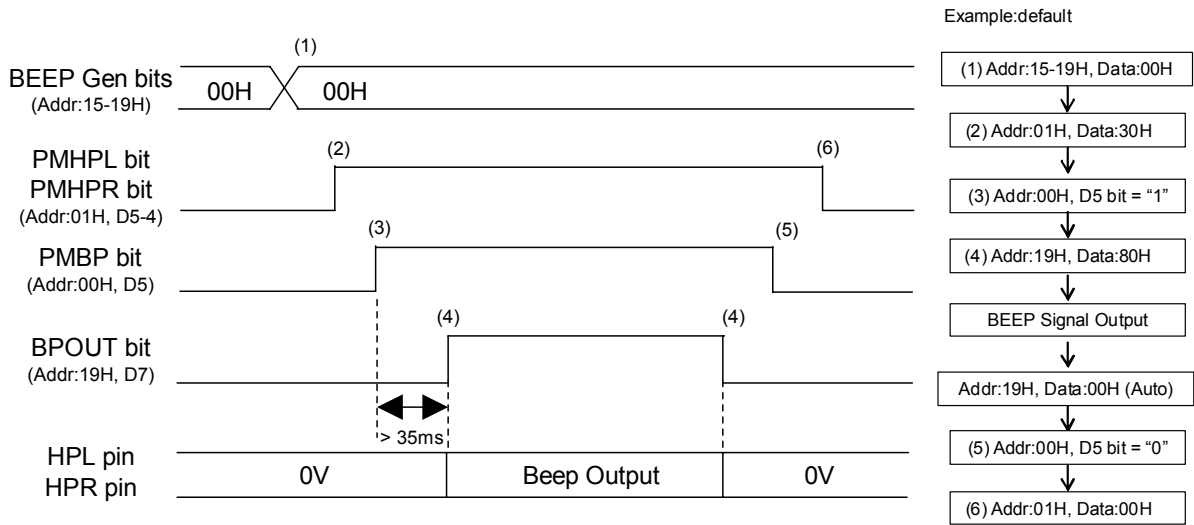 Example:default
(1)
BEEP Gen bits
(Addr:15-19H)
00H
00H
(2)
(6)
PMHPL bit
PMHPR bit
(Addr:01H, D5-4)
(3)
(5)
PMBP bit
(Addr:00H, D5)
(4)
(4)
BPOUT bit
(Addr:19H, D7)
> 35ms
HPL pin
HPR pin
0V
Beep Output
0V
(1) Addr:15-19H, Data:00H
(2) Addr:01H, Data:30H
(3) Addr:00H, D5 bit = “1”
(4) Addr:19H, Data:80H
BEEP Signal Output
Addr:19H, Data:00H (Auto)
(5) Addr:00H, D5 bit = “0”
(6) Addr:01H, Data:00H